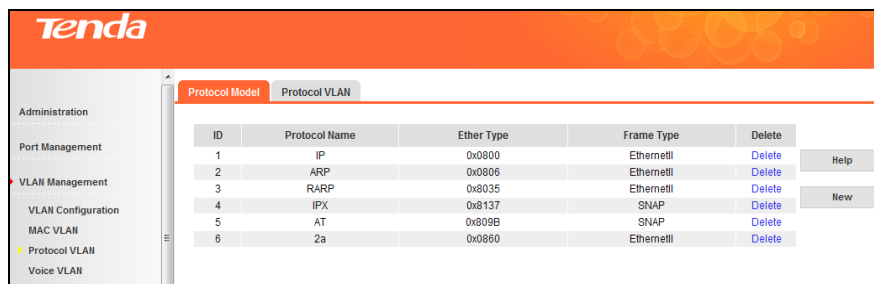 Tenda
Protocol Model Protocol VLAN
Administration
Port Management
VLAN Management
VLAN Configuration
MAC VLAN
Protocol VLAN
Voice VLAN
ID Protocol Name Ether Type Frame Type Delete
1 IP 0x0800 EthernetII Delete
2 ARP 0x0806 EthernetII Delete
3 RARP 0x8035 EthernetII Delete
4 IPX 0x8137 SNAP Delete
5 AT 0x809B SNAP Delete
6 2a 0x0860 EthernetII Delete
Help
New